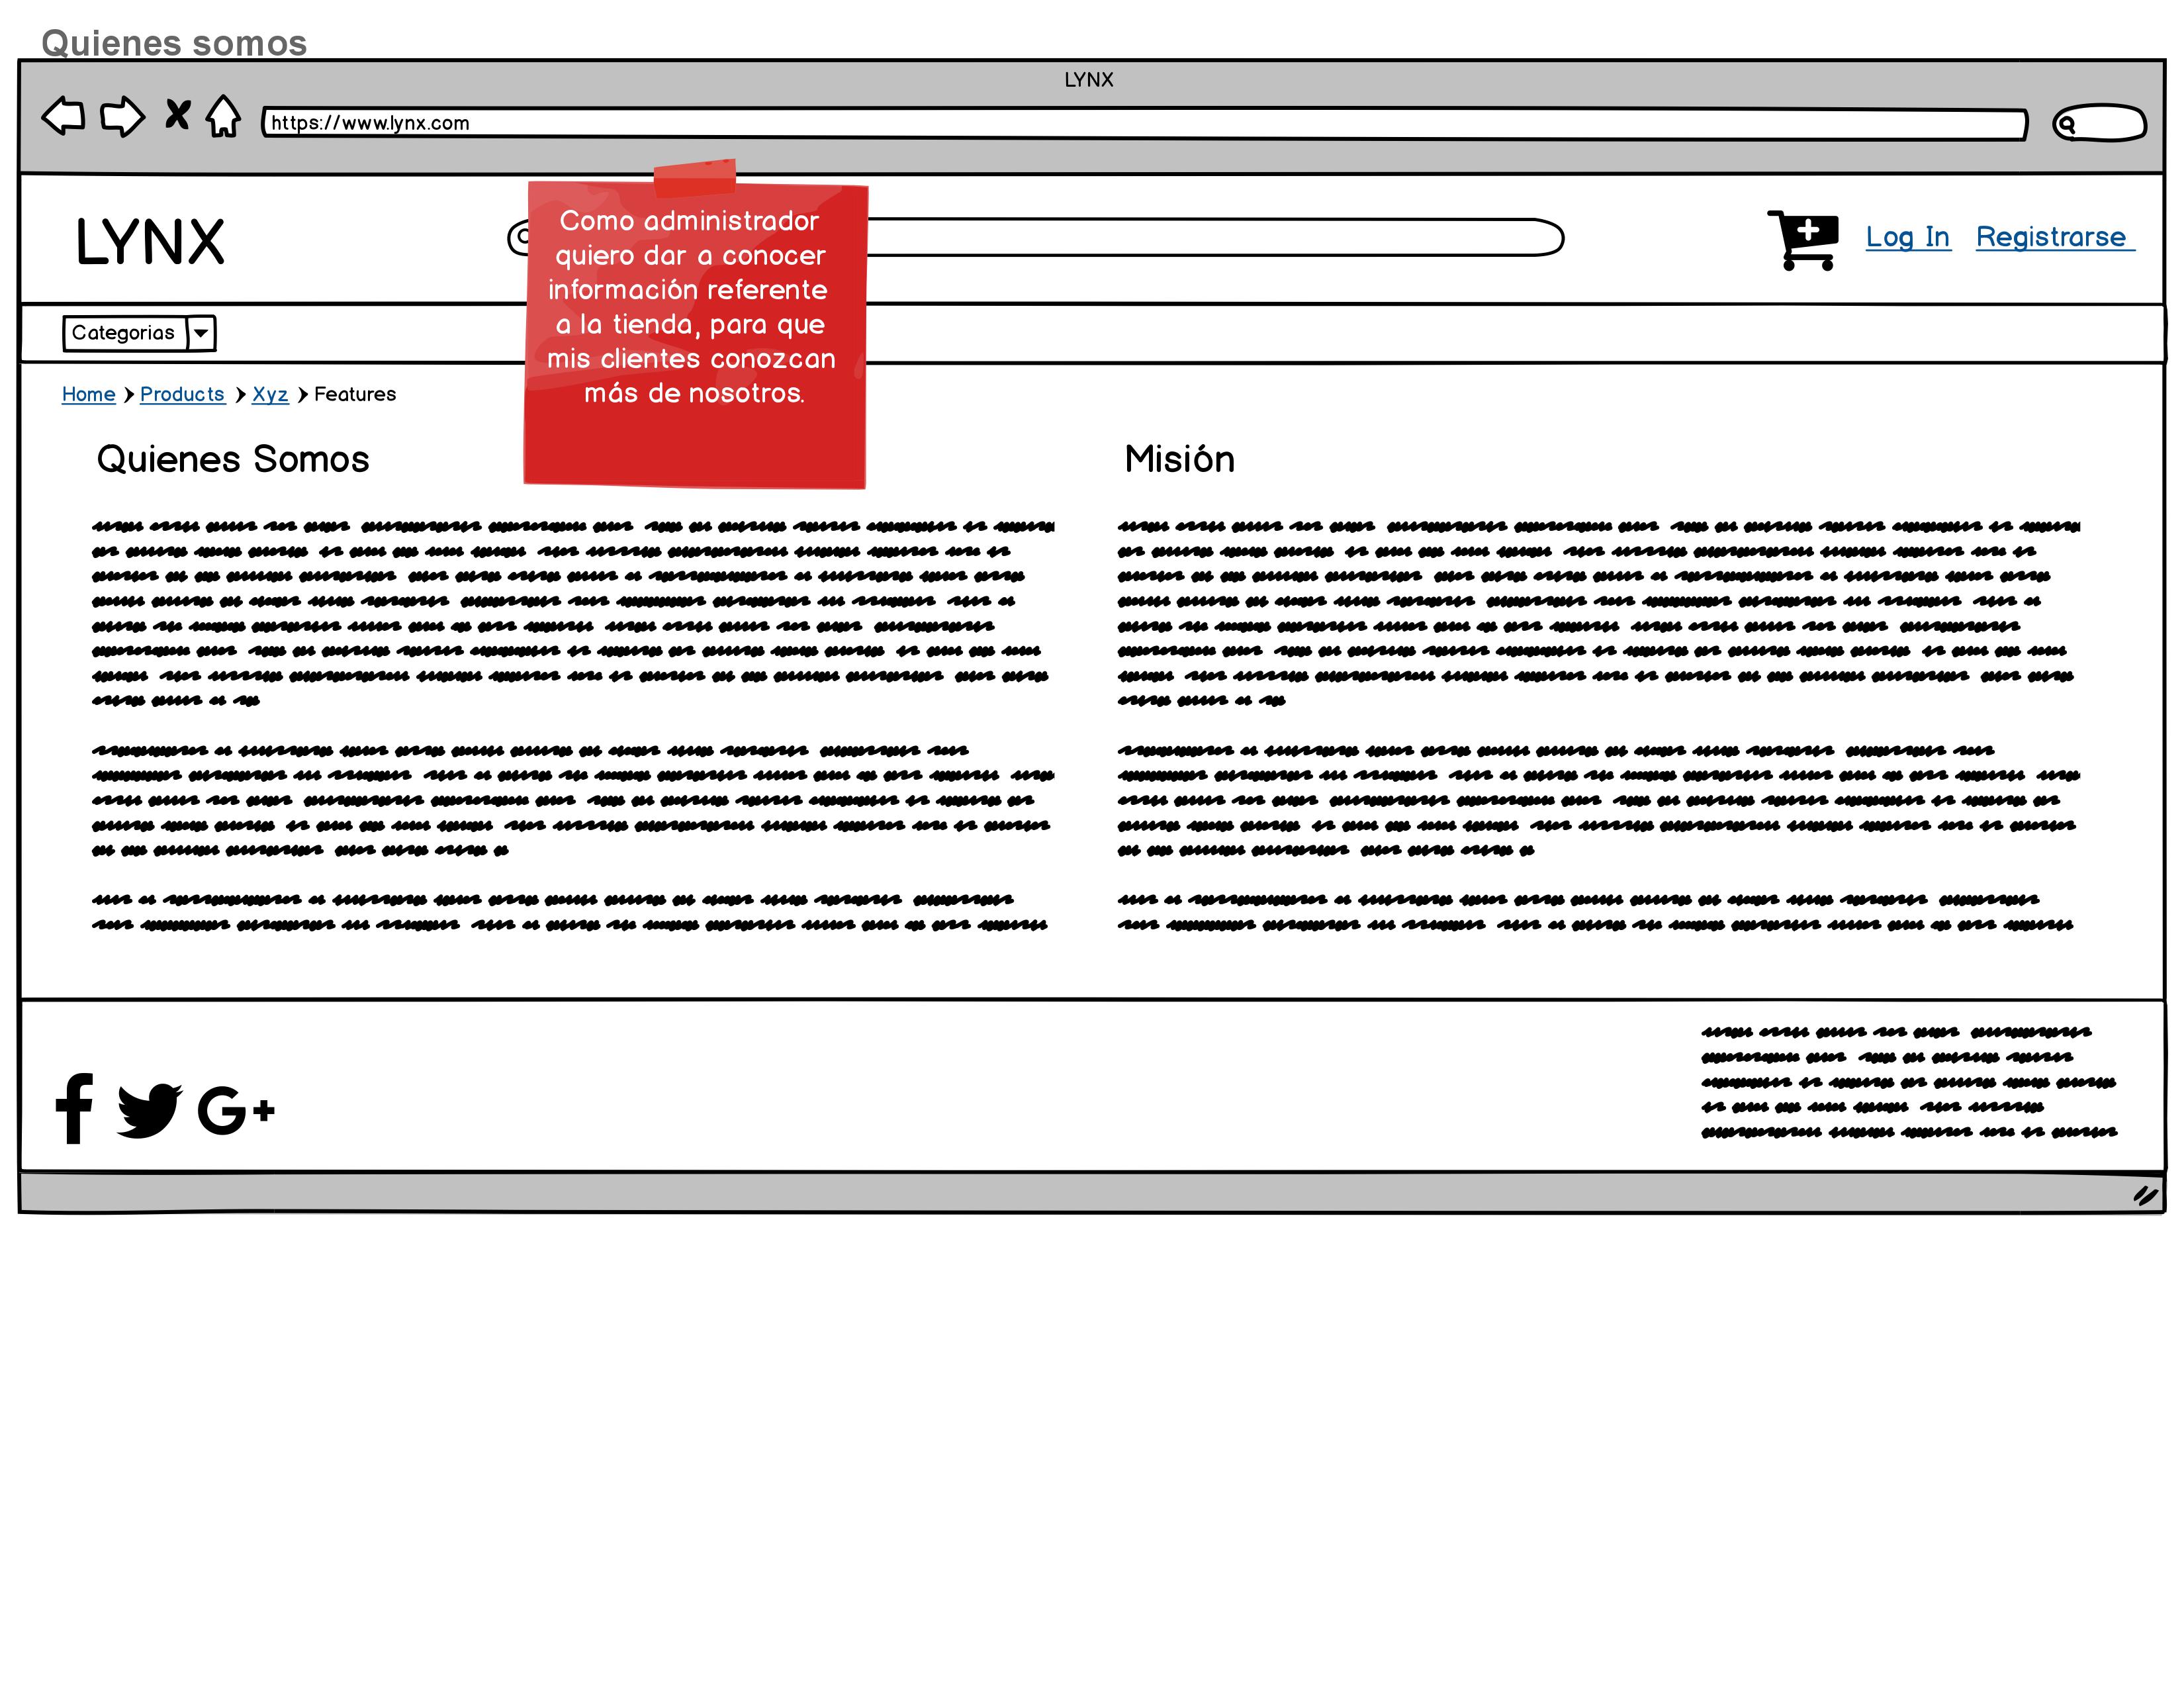 Quienes somos
LYNX
https://www.lynx.com
LYNX
Como administrador
quiero dar a conocer
información referente
a la tienda, para que
mis clientes conozcan
más de nosotros.
Log In Registrarse
Categorias
Home Products Xyz Features
Quienes Somos
Misión
G+